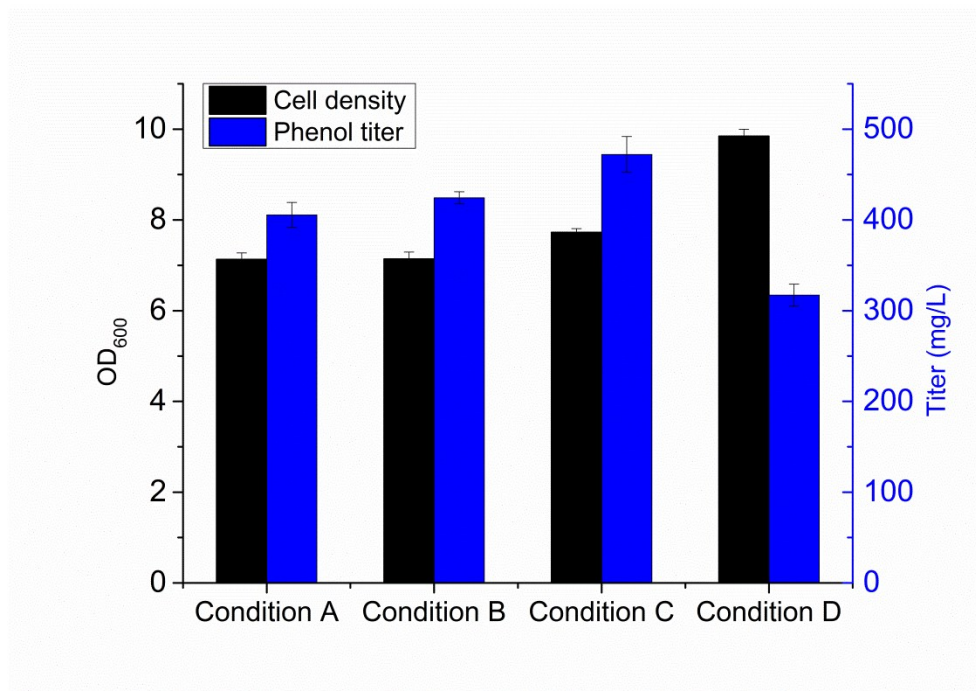 Cell density
Phenol titer
10
8
6
4
2
0
OD600
500
400
300
200
100
0
Titer (mg/L)
Condition A
Condition B
Condition C
Condition D